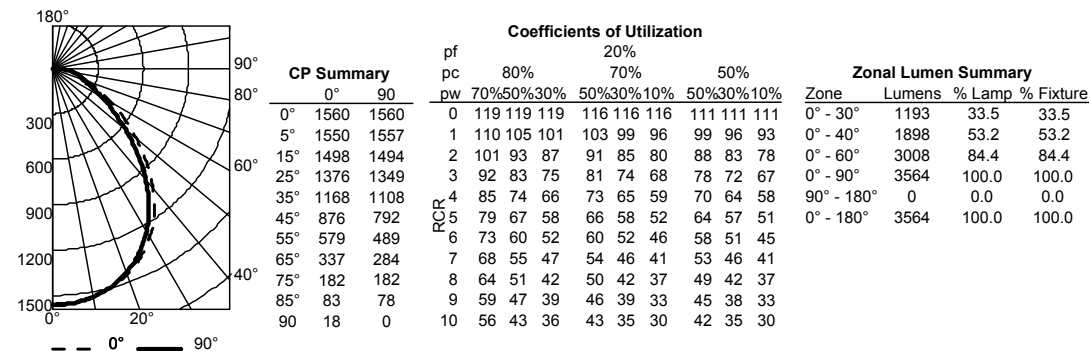 180°
90°
80°
60°
40°
300
600
900
1200
1500
0° 20°
0° 90°
CP Summary
0° 90
0° 1560 1560
5° 1550 1557
15° 1498 1494
25° 1376 1349
35° 1168 1108
45° 876 792
55° 579 489
65° 337 284
75° 182 182
85° 83 78
90 18 0
Coefficients of Utilization
pf 20%
pc 80% 70% 50%
pw 70%50%30% 50%30%10% 50%30%10%
RCR
0 119 119 119 116 116 116 111 111 111
1 110 105 101 103 99 96 99 96 93
2 101 93 87 91 85 80 88 83 78
3 92 83 75 81 74 68 78 72 67
4 85 74 66 73 65 59 70 64 58
5 79 67 58 66 58 52 64 57 51
6 73 60 52 60 52 46 58 51 45
7 68 55 47 54 46 41 53 46 41
8 64 51 42 50 42 37 49 42 37
9 59 47 39 46 39 33 45 38 33
10 56 43 36 43 35 30 42 35 30
Zonal Lumen Summary
Zone Lumens % Lamp % Fixture
0° - 30° 1193 33.5 33.5
0° - 40° 1898 53.2 53.2
0° - 60° 3008 84.4 84.4
0° - 90° 3564 100.0 100.0
90° - 180° 0 0.0 0.0
0° - 180° 3564 100.0 100.0